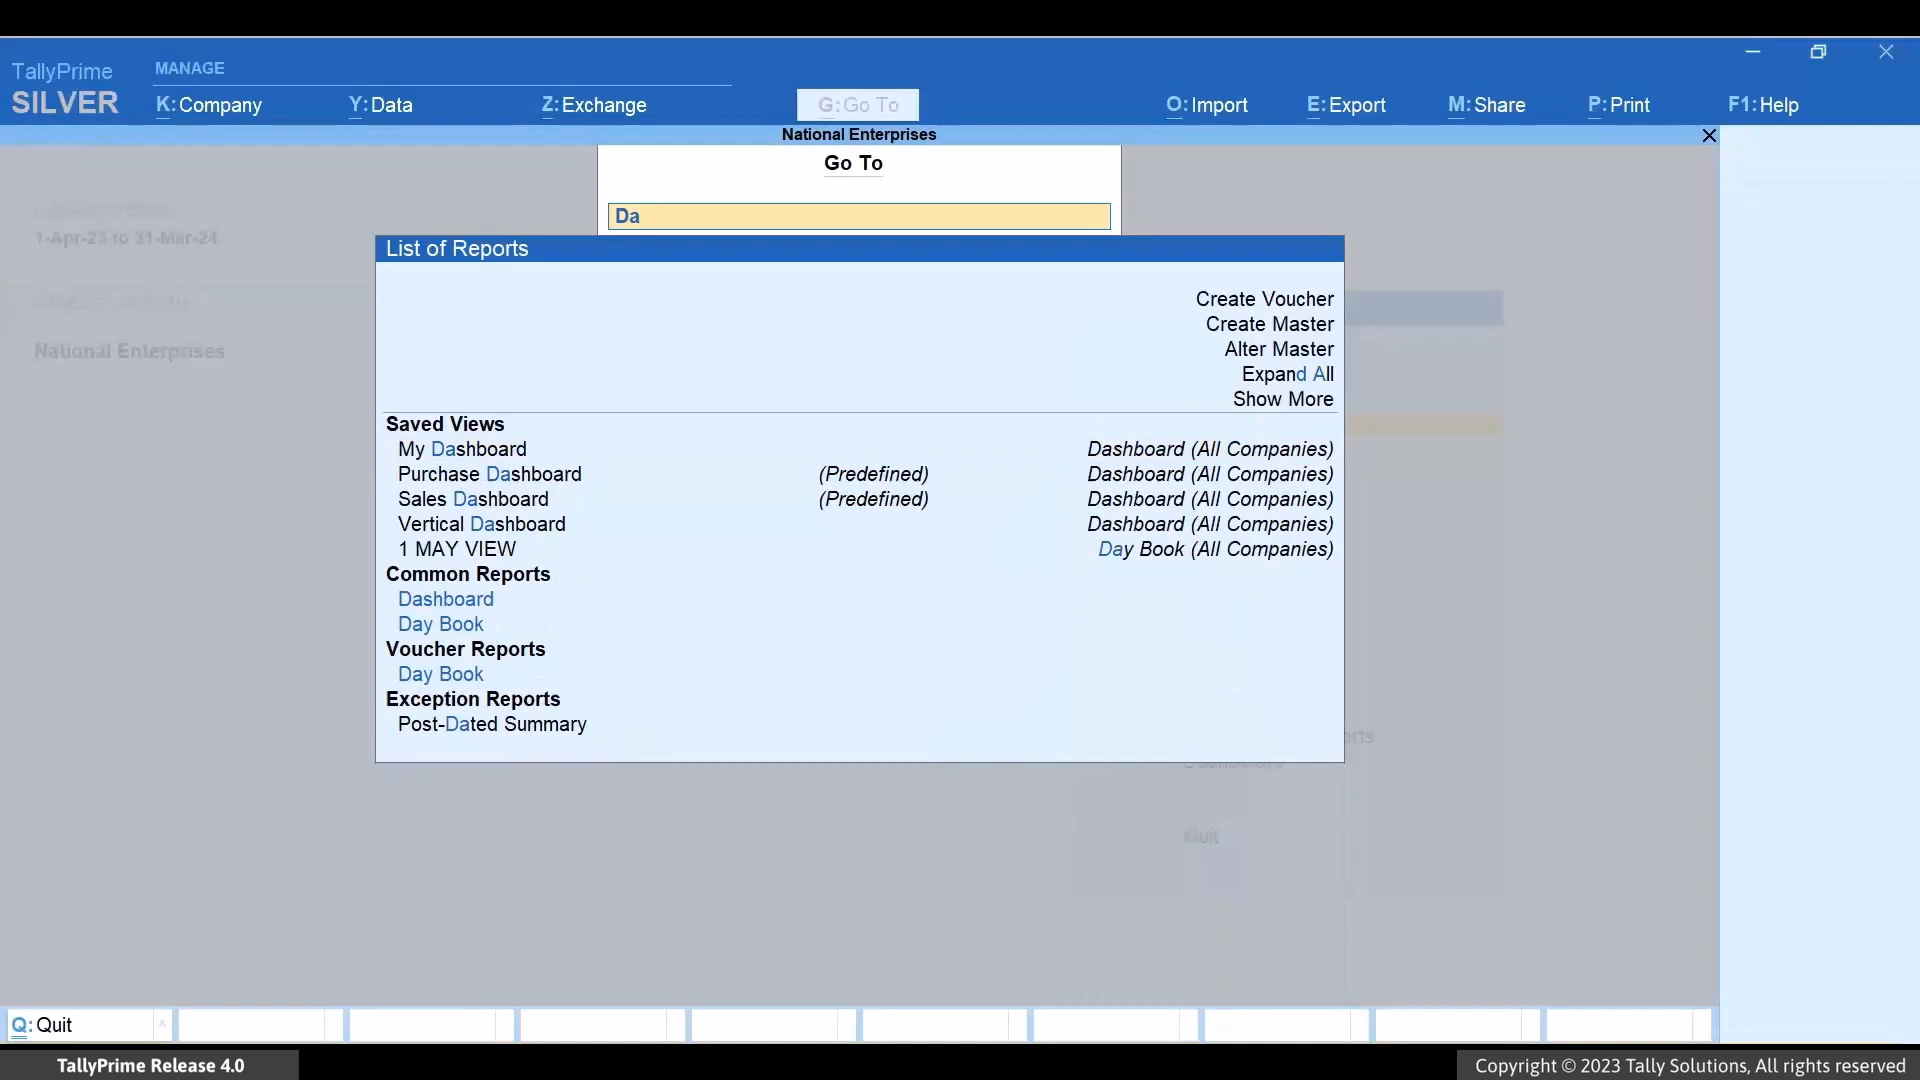 TallyPrime
SILVER
MANAGE
K:Company
Y:Data
Z:Exchange
G:Go To
O:Import
E:Export
M:Share
P:Print
F1:Help
National Enterprises
Go To
Da
1-Apr-23 to 31-Mar-24
National Enterprises
List of Reports
Create Voucher
Create Master
Alter Master
Expand All
Show More
Saved Views
My Dashboard Dashboard (All Companies)
Purchase Dashboard (Predefined) Dashboard (All Companies)
Sales Dashboard (Predefined) Dashboard (All Companies)
Vertical Dashboard Dashboard (All Companies)
1 MAY VIEW Day Book (All Companies)
Common Reports
Dashboard
Day Book
Voucher Reports
Day Book
Exception Reports
Post-Dated Summary
Quit
Q:Quit
TallyPrime Release 4.0
Copyright © 2023 Tally Solutions, All rights reserved